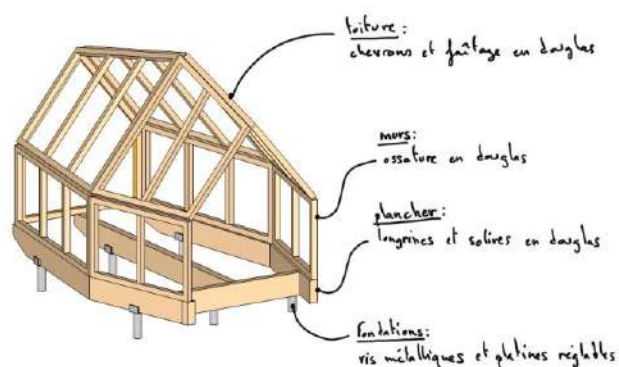 toiture :
chevrons et faîtage en douglas
murs :
ossature en douglas
plancher :
longrines et solives en douglas
Fondations :
vis métalliques et platines réglables